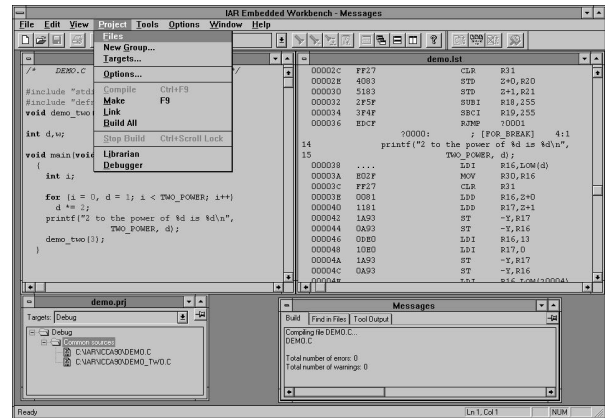 IAR Embedded Workbench - Messages
File Edit View Project Tools Options Window Help
Files
New Group...
Targets...
Options...
Compile Ctrl+F9
Make F9
Link
Build All
Stop Build Ctrl+Scroll Lock
Librarian
Debugger
/* DEMO.C */
#include "stdi
#include "defn
void demo_two(
int d,w;
void main(void
{
int i;
for (i = 0, d = 1; i < TWO_POWER; i++)
d *= 2;
printf("2 to the power of %d is %d\n",
TWO_POWER, d);
demo_two(3);
}
demo.lst
00002C FF27 CLR R31
00002E 4083 STD Z+0,R20
000030 5183 STD Z+1,R21
000032 2F5F SUBI R18,255
000034 3F4F SBCI R19,255
000036 EDCF RJMP ?0001
?0000: ; [FOR_BREAK] 4:1
14 printf("2 to the power of %d is %d\n",
15 TWO_POWER, d);
000038 .... LDI R16,LOW(d)
00003A E02F MOV R30,R16
00003C FF27 CLR R31
00003E 0081 LDD R16,Z+0
000040 1181 LDD R17,Z+1
000042 1A93 ST -Y,R17
000044 0A93 ST -Y,R16
000046 0DE0 LDI R16,13
000048 10E0 LDI R17,0
00004A 1A93 ST -Y,R17
00004C 0A93 ST -Y,R16
00004E LDI R16,LOW(?0004)
demo.prj
Targets: Debug
Debug
Common sources
C:\IAR\ICCA90\DEMO.C
C:\IAR\ICCA90\DEMO_TWO.C
Messages
Build Find in Files Tool Output
Compiling file DEMO.C...
DEMO.C
Total number of errors: 0
Total number of warnings: 0
Ready Ln 1, Col 1 NUM